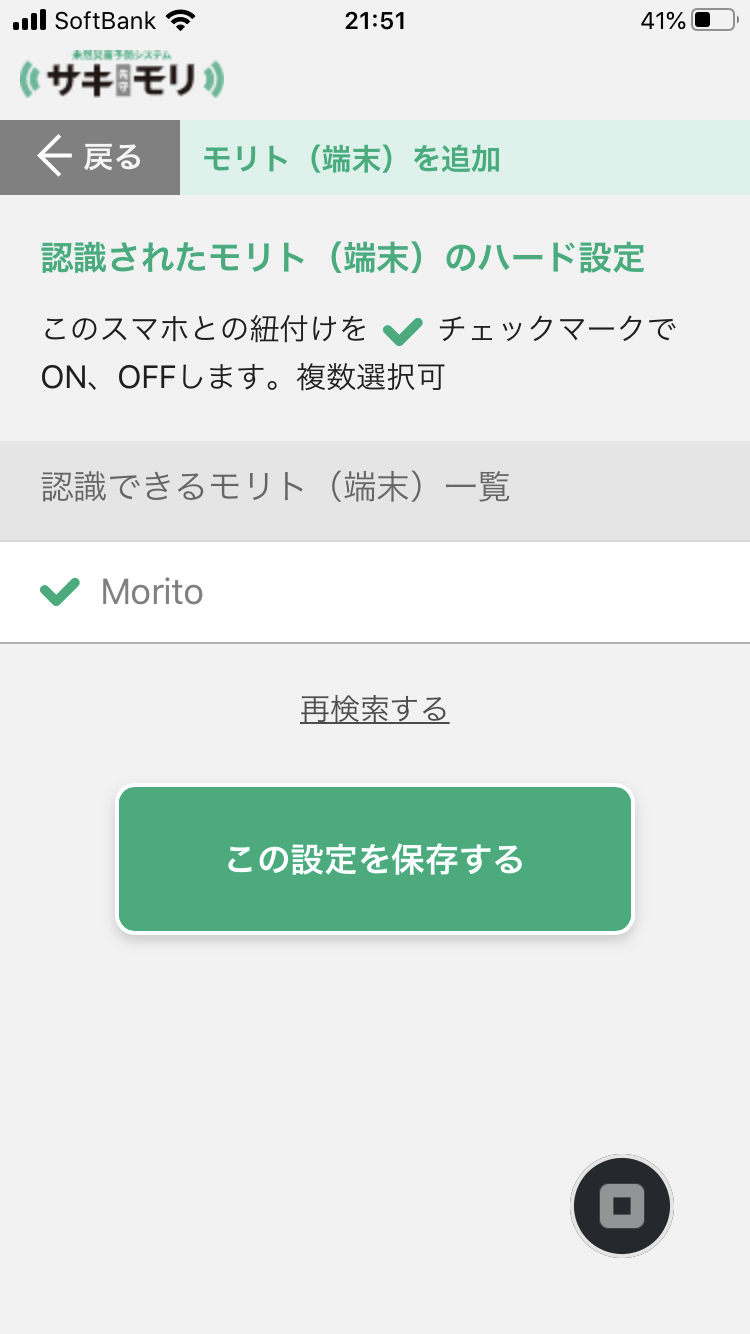 SoftBank 21:51 41%
サキモリ
戻る モリト（端末）を追加
認識されたモリト（端末）のハード設定
このスマホとの紐付けを チェックマークで
ON、OFFします。複数選択可
認識できるモリト（端末）一覧
Morito
再検索する
この設定を保存する